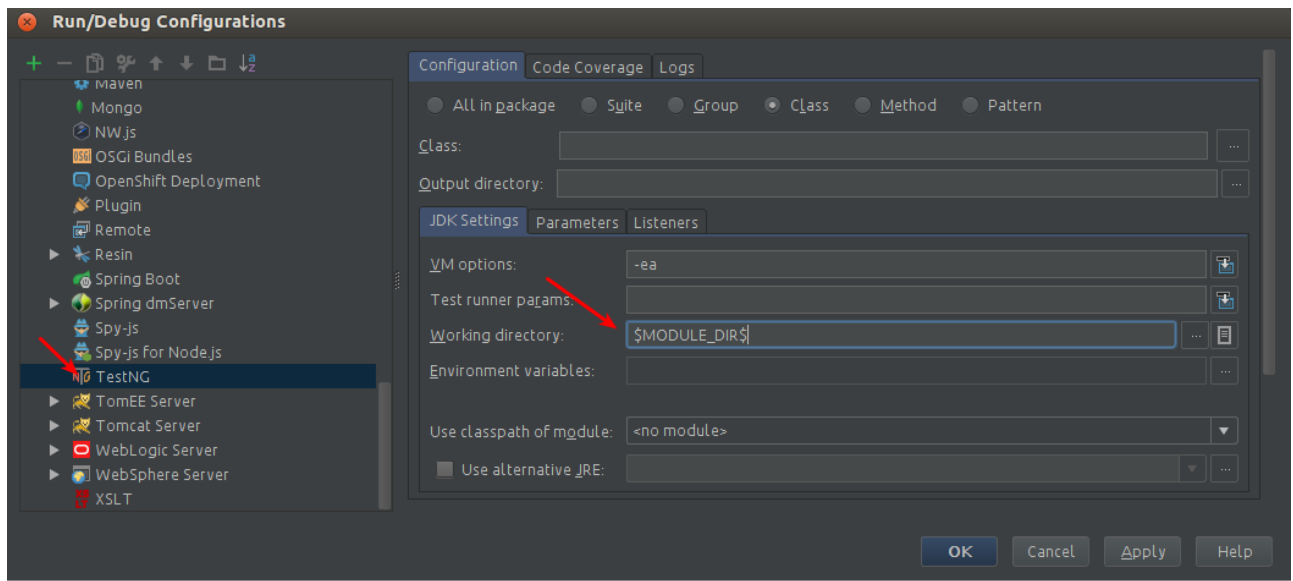 Run/Debug Configurations
Maven
Mongo
NW.js
OSGi Bundles
OpenShift Deployment
Plugin
Remote
Resin
Spring Boot
Spring dmServer
Spy-js
Spy-js for Node.js
TestNG
TomEE Server
Tomcat Server
WebLogic Server
WebSphere Server
XSLT
Configuration Code Coverage Logs
All in package Suite Group Class Method Pattern
Class: ...
Output directory: ...
JDK Settings Parameters Listeners
VM options: -ea
Test runner params:
Working directory: $MODULE_DIR$ ...
Environment variables: ...
Use classpath of module: <no module>
Use alternative JRE: ...
OK Cancel Apply Help